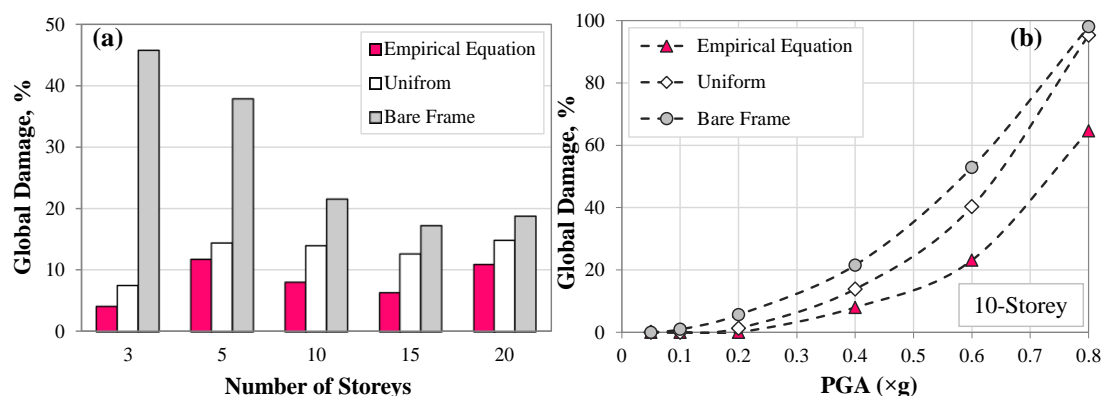 (a)
Global Damage, %
50
40
30
20
10
0
Empirical Equation
Unifrom
Bare Frame
3 5 10 15 20
Number of Storeys
(b)
Global Damage, %
100
80
60
40
20
0
Empirical Equation
Uniform
Bare Frame
10-Storey
0 0.1 0.2 0.3 0.4 0.5 0.6 0.7 0.8
PGA (×g)